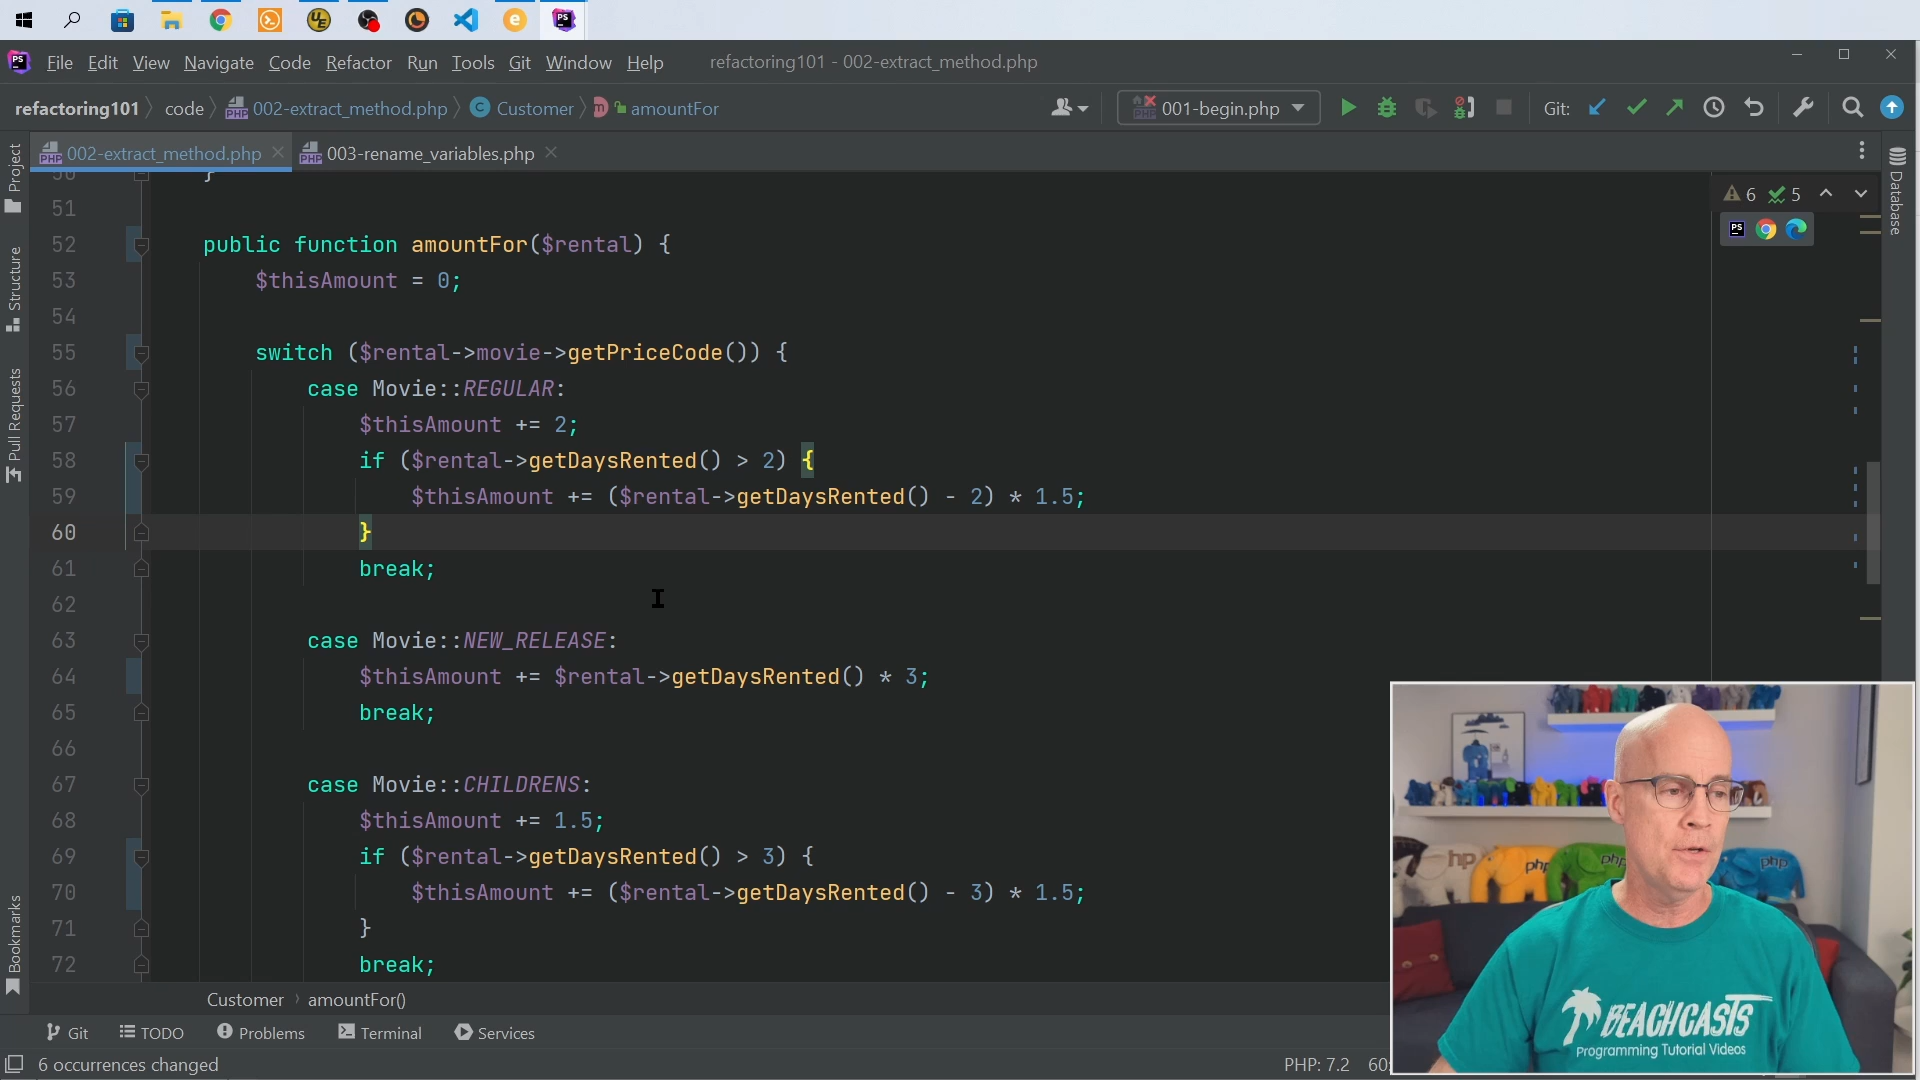 File Edit View Navigate Code Refactor Run Tools Git Window Help refactoring101 - 002-extract_method.php
refactoring101 code 002-extract_method.php Customer amountFor 001-begin.php Git:
002-extract_method.php 003-rename_variables.php
50 }
51
52 public function amountFor($rental) {
53 $thisAmount = 0;
54
55 switch ($rental->movie->getPriceCode()) {
56 case Movie::REGULAR:
57 $thisAmount += 2;
58 if ($rental->getDaysRented() > 2) {
59 $thisAmount += ($rental->getDaysRented() - 2) * 1.5;
60 }
61 break;
62
63 case Movie::NEW_RELEASE:
64 $thisAmount += $rental->getDaysRented() * 3;
65 break;
66
67 case Movie::CHILDRENS:
68 $thisAmount += 1.5;
69 if ($rental->getDaysRented() > 3) {
70 $thisAmount += ($rental->getDaysRented() - 3) * 1.5;
71 }
72 break;
6 5
Project
Structure
Pull Requests
Bookmarks
Database
Customer amountFor()
Git TODO Problems Terminal Services
6 occurrences changed PHP: 7.2 60:
hp php php php
BEACHCASTS
Programming Tutorial Videos